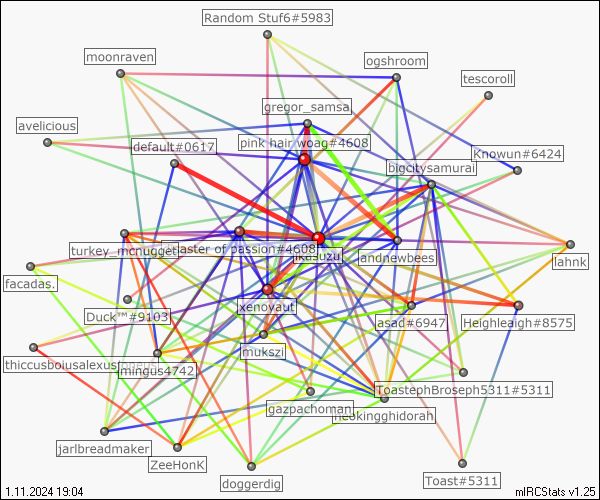 Random Stuf6#5983
moonraven
ogshroom
tescoroll
gregor_samsa
avelicious
default#0617
pink hair woag#4608
Knowun#6424
bigcitysamurai
turkey_mcnugget
master of passion#4608
ikasuzu
andnewbees
lahnk
facadas.
xenoyaut
Duck™#9103
asad#6947
Heighleaigh#8575
mukszi
thiccusboiusalexus
mingus4742
ToastephBroseph5311#5311
gazpachoman
neokingghidorah
jarlbreadmaker
ZeeHonK
doggerdig
Toast#5311
1.11.2024 19:04
mIRCStats v1.25